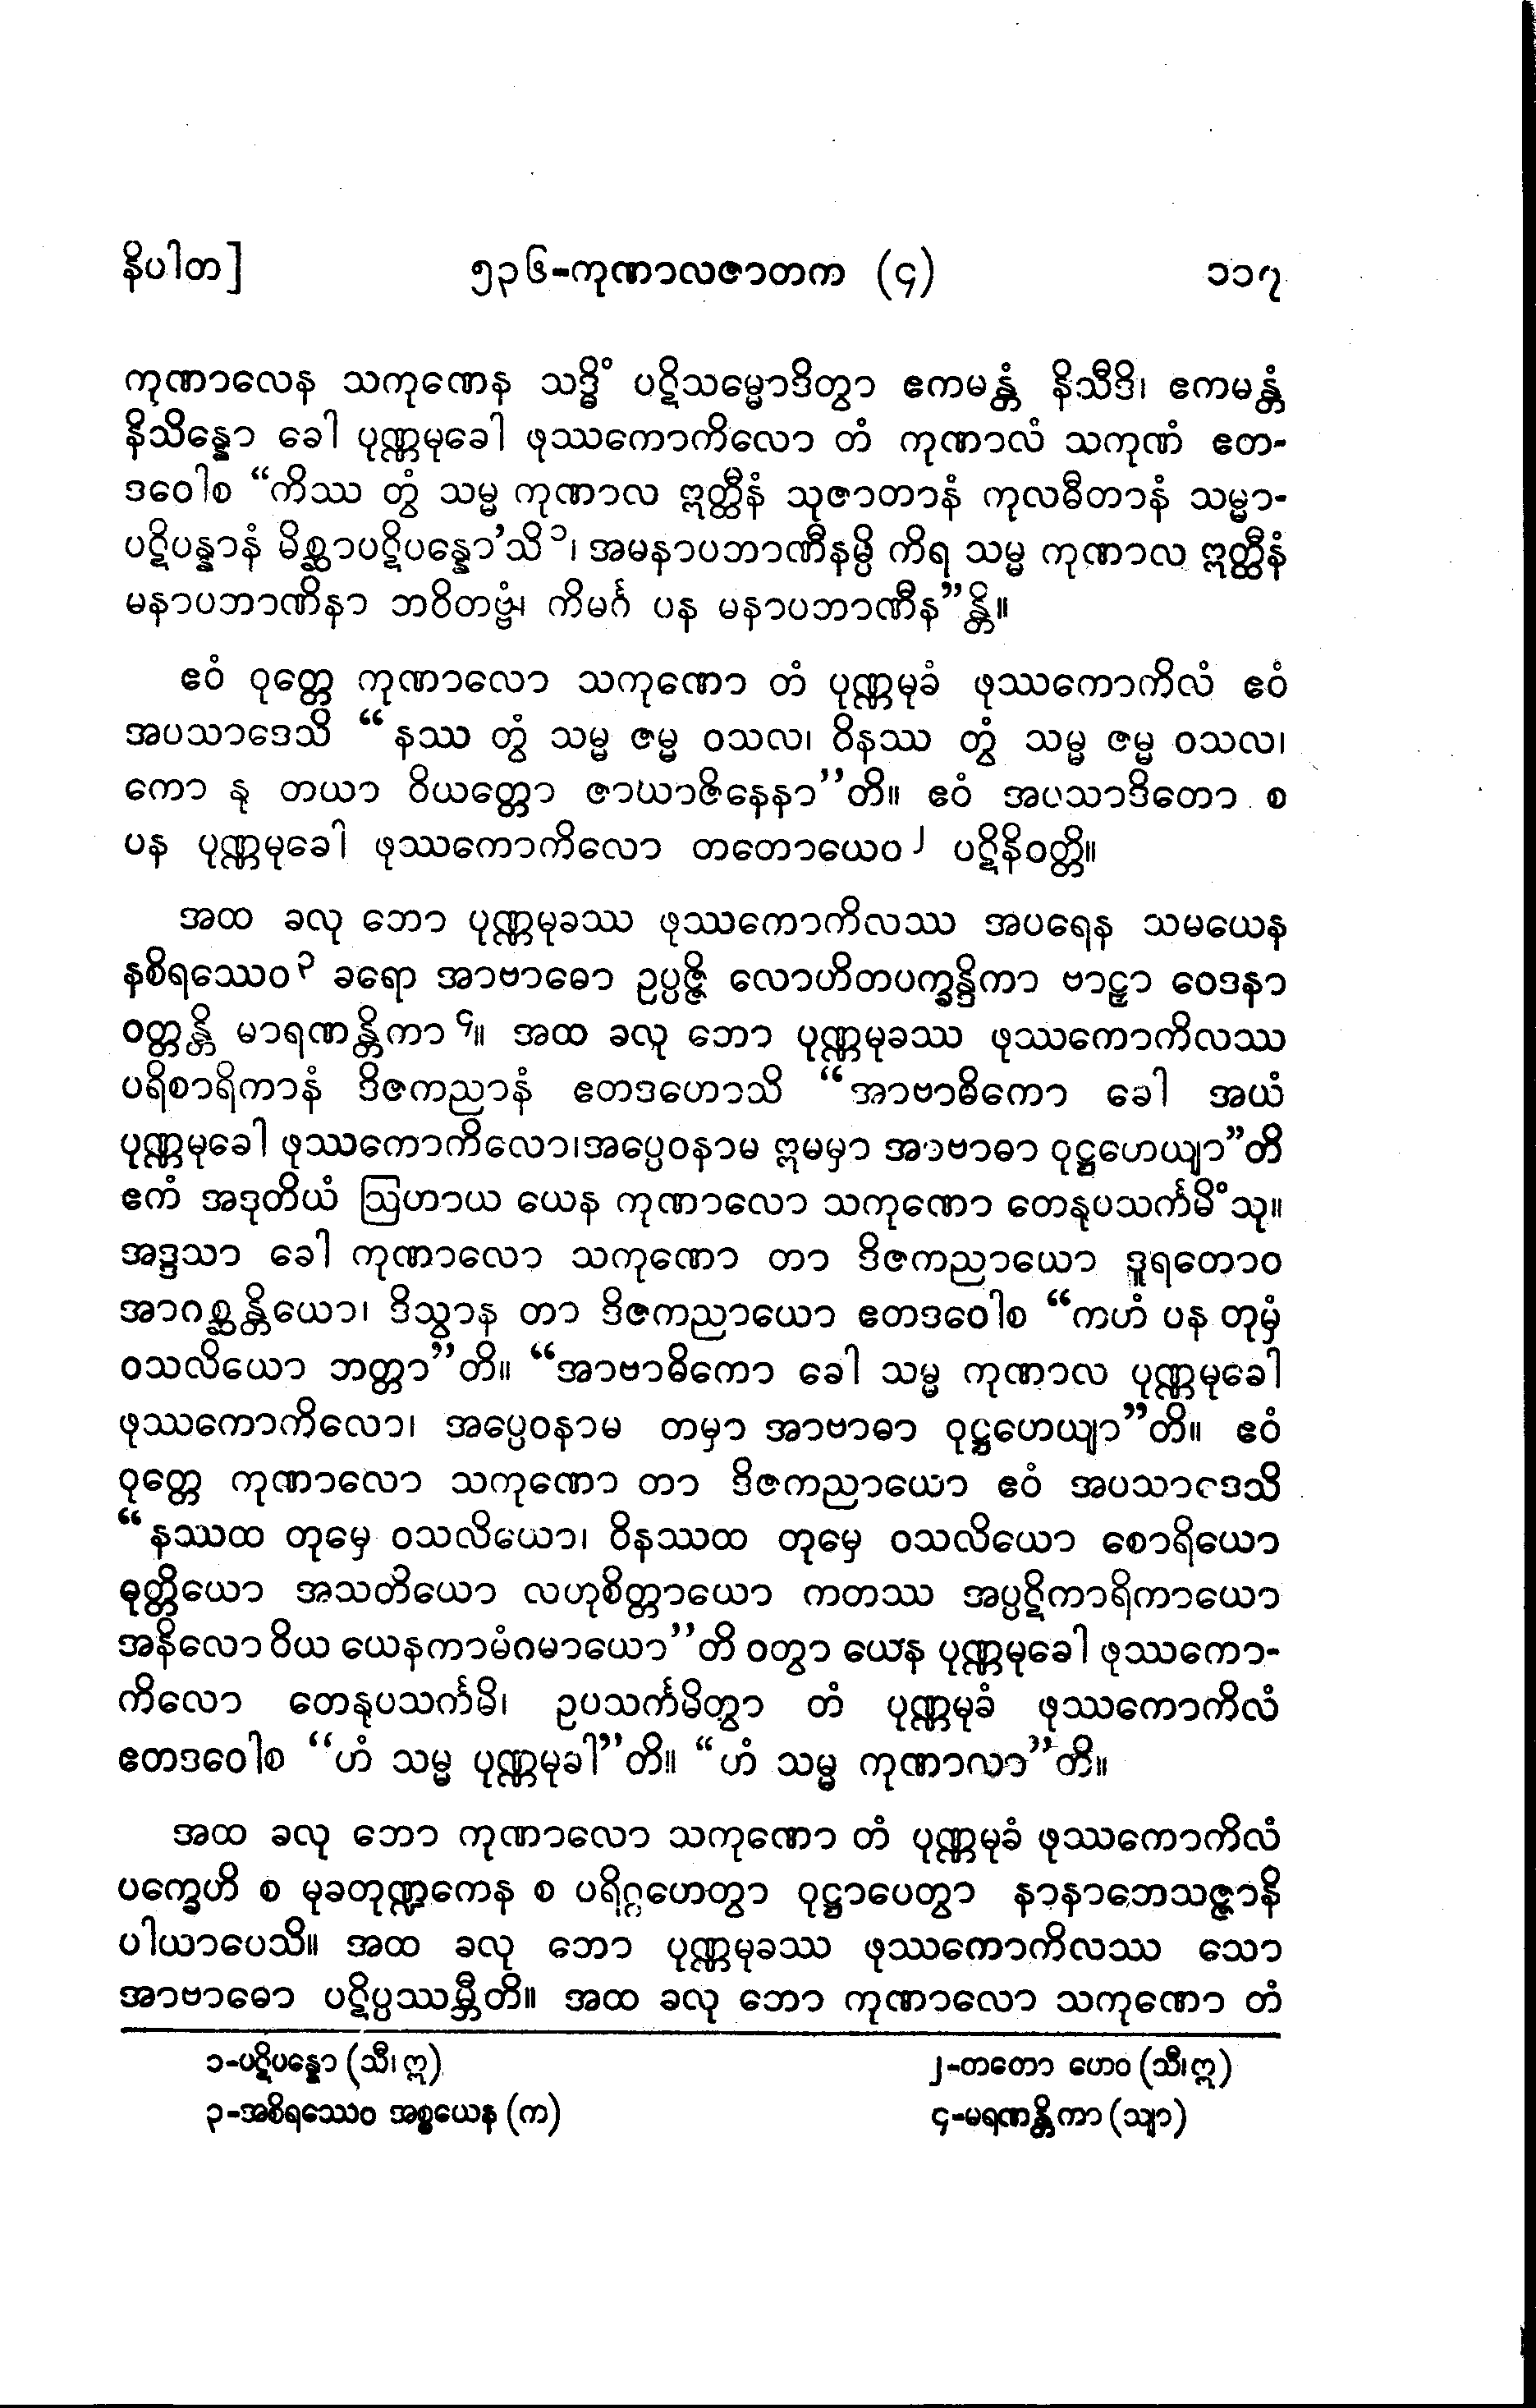 နိပါတ]	၅၃၆-ကုဏာလဇာတက (၄)	၁၁၇
ကုဏာလေန သကုဏေန သဒ္ဓိံ ပဋိသမ္မောဒိတွာ ဧကမန္တံ နိသီဒိ၊ ဧကမန္တံ
နိသိန္နော ခေါ ပုဏ္ဏမုခေါ ဖုဿကောကိလော တံ ကုဏာလံ သကုဏံ ဧတ-
ဒဝေါစ “ကိဿ တွံ သမ္မ ကုဏာလ ဣတ္ထီနံ သုဇာတာနံ ကုလဓီတာနံ သမ္မာ-
ပဋိပန္နာနံ မိစ္ဆာပဋိပန္နော’သိ ၁၊ အမနာပဘာဏီနမ္ပိ ကိရ သမ္မ ကုဏာလ ဣတ္ထီနံ
မနာပဘာဏိနာ ဘဝိတဗ္ဗံ၊ ကိမင်္ဂ ပန မနာပဘာဏီန”န္တိ။
ဧဝံ ဝုတ္တေ ကုဏာလော သကုဏော တံ ပုဏ္ဏမုခံ ဖုဿကောကိလံ ဧဝံ
အပသာဒေသိ “နဿ တွံ သမ္မ ဇမ္မ ဝသလ၊ ဝိနဿ တွံ သမ္မ ဇမ္မ ဝသလ၊
ကော နု တယာ ဝိယတ္တော ဇာယာဇိနေနာ”တိ။ ဧဝံ အပသာဒိတော စ
ပန ပုဏ္ဏမုခေါ ဖုဿကောကိလော တတောယေဝ ၂ ပဋိနိဝတ္တိ။
အထ ခလု ဘော ပုဏ္ဏမုခဿ ဖုဿကောကိလဿ အပရေန သမယေန
နစိရဿေဝ ၃ ခရော အာဗာဓော ဥပ္ပဇ္ဇိ လောဟိတပက္ခန္ဒိကာ ဗာဠှာ ဝေဒနာ
ဝတ္တန္တိ မာရဏန္တိကာ ၄။ အထ ခလု ဘော ပုဏ္ဏမုခဿ ဖုဿကောကိလဿ
ပရိစာရိကာနံ ဒိဇကညာနံ ဧတဒဟောသိ “အာဗာဓိကော ခေါ အယံ
ပုဏ္ဏမုခေါ ဖုဿကောကိလော၊အပ္ပေဝနာမ ဣမမှာ အာဗာဓာ ဝုဋ္ဌဟေယျာ”တိ
ဧကံ အဒုတိယံ ဩဟာယ ယေန ကုဏာလော သကုဏော တေနုပသင်္ကမိံသု။
အဒ္ဒသာ ခေါ ကုဏာလော သကုဏော တာ ဒိဇကညာယော ဒူရတောဝ
အာဂစ္ဆန္တိယော၊ ဒိသွာန တာ ဒိဇကညာယော ဧတဒဝေါစ “ကဟံ ပန တုမှံ
ဝသလိယော ဘတ္တာ”တိ။ “အာဗာဓိကော ခေါ သမ္မ ကုဏာလ ပုဏ္ဏမုခေါ
ဖုဿကောကိလော၊ အပ္ပေဝနာမ တမှာ အာဗာဓာ ဝုဋ္ဌဟေယျာ”တိ။ ဧဝံ
ဝုတ္တေ ကုဏာလော သကုဏော တာ ဒိဇကညာယော ဧဝံ အပသာဒေသိ
“နဿထ တုမှေ ဝသလိယော၊ ဝိနဿထ တုမှေ ဝသလိယော စောရိယော
ဓုတ္တိယော အသတိယော လဟုစိတ္တာယော ကတဿ အပ္ပဋိကာရိကာယော
အနိလော ဝိယ ယေနကာမံဂမာယော”တိ ဝတွာ ယေန ပုဏ္ဏမုခေါ ဖုဿကော-
ကိလော တေနုပသင်္ကမိ၊ ဥပသင်္ကမိတွာ တံ ပုဏ္ဏမုခံ ဖုဿကောကိလံ
ဧတဒဝေါစ “ဟံ သမ္မ ပုဏ္ဏမုခါ”တိ။ “ဟံ သမ္မ ကုဏာလာ”တိ။
အထ ခလု ဘော ကုဏာလော သကုဏော တံ ပုဏ္ဏမုခံ ဖုဿကောကိလံ
ပက္ခေဟိ စ မုခတုဏ္ဍကေန စ ပရိဂ္ဂဟေတွာ ဝုဋ္ဌာပေတွာ နာနာဘေသဇ္ဇာနိ
ပါယာပေသိ။ အထ ခလု ဘော ပုဏ္ဏမုခဿ ဖုဿကောကိလဿ သော
အာဗာဓော ပဋိပ္ပဿမ္ဘီတိ။ အထ ခလု ဘော ကုဏာလော သကုဏော တံ
၁-ပဋိပန္နော (သီ၊ ဣ)	၂-တတော ဟေဝ (သီ၊ဣ)
၃-အစိရဿေဝ အစ္စယေန (က)	၄-မရဏန္တိကာ (သျာ)